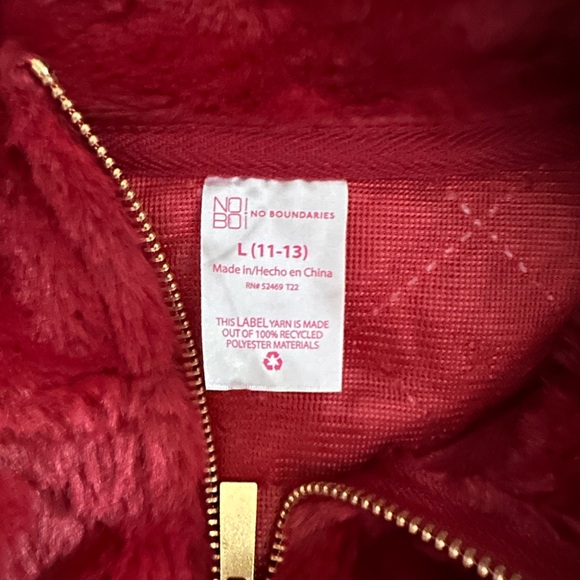 NO
BO
NO BOUNDARIES
L (11-13)
Made in/Hecho en China
RN# 52469 T22
THIS LABEL YARN IS MADE
OUT OF 100% RECYCLED
POLYESTER MATERIALS